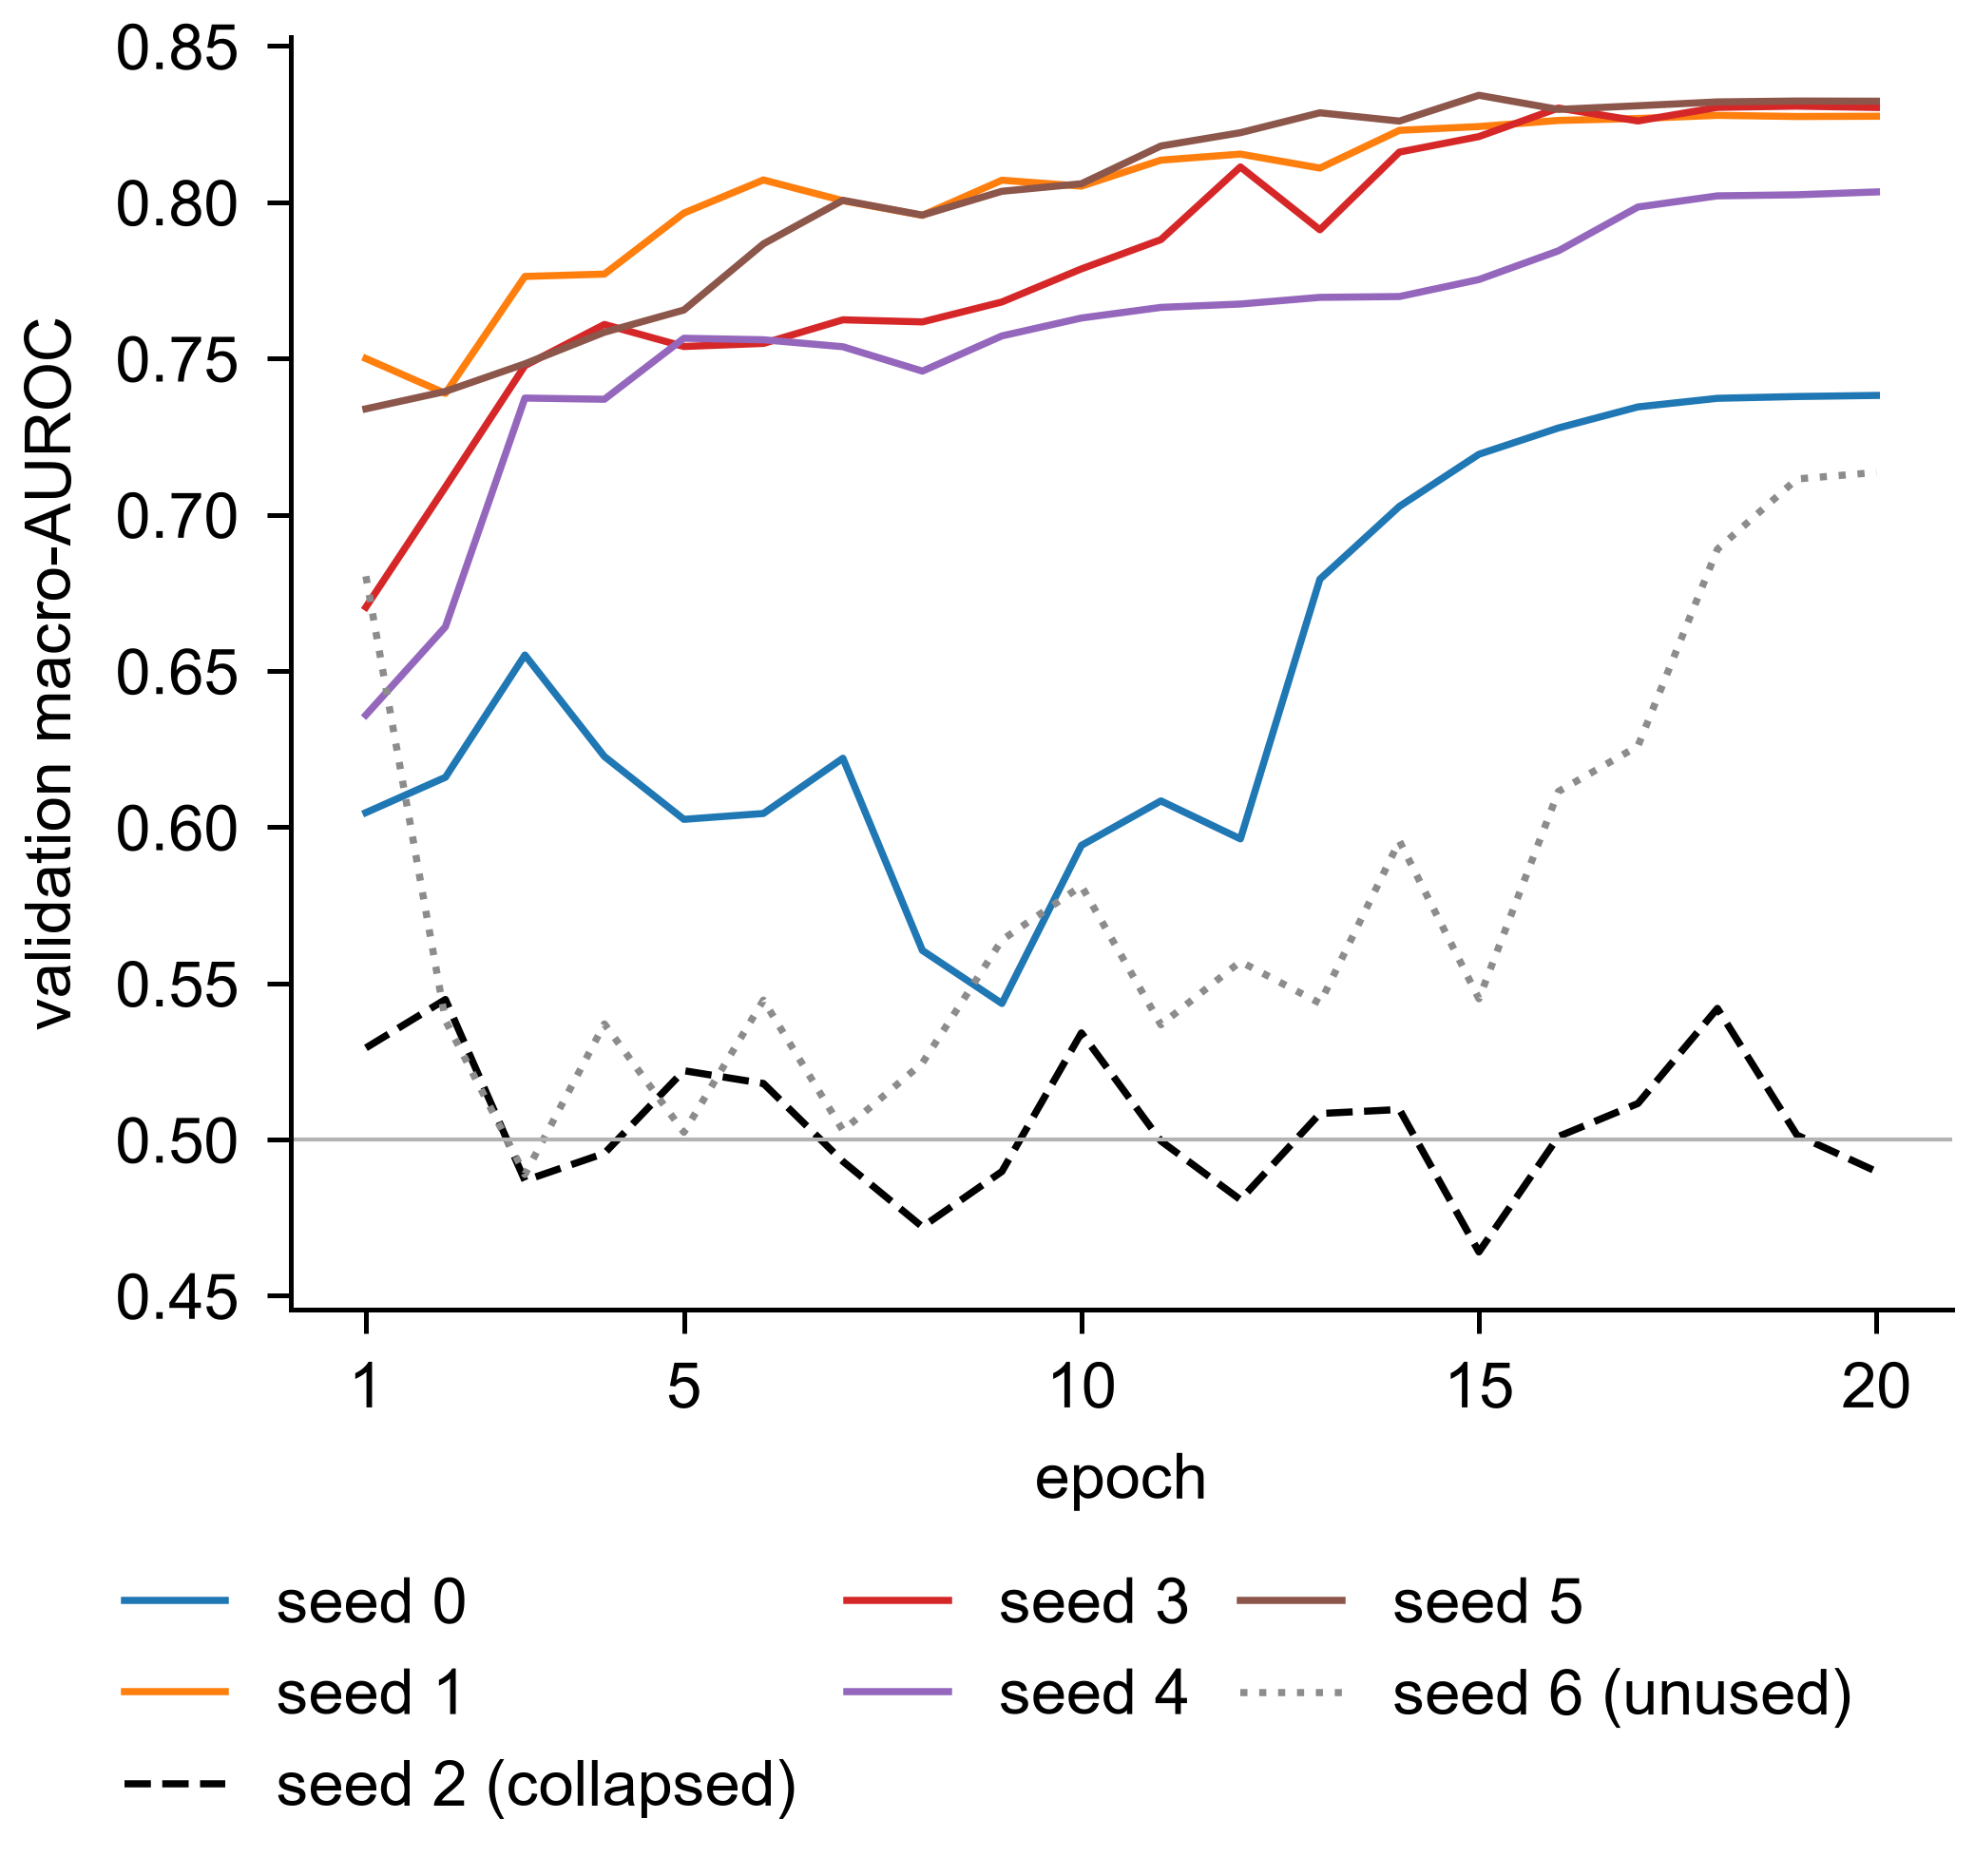 0.85
0.80
0.75
0.70
0.65
0.60
0.55
0.50
0.45
validation macro-AUROC
1 5 10 15 20
epoch
seed 0
seed 1
seed 2 (collapsed)
seed 3
seed 4
seed 5
seed 6 (unused)